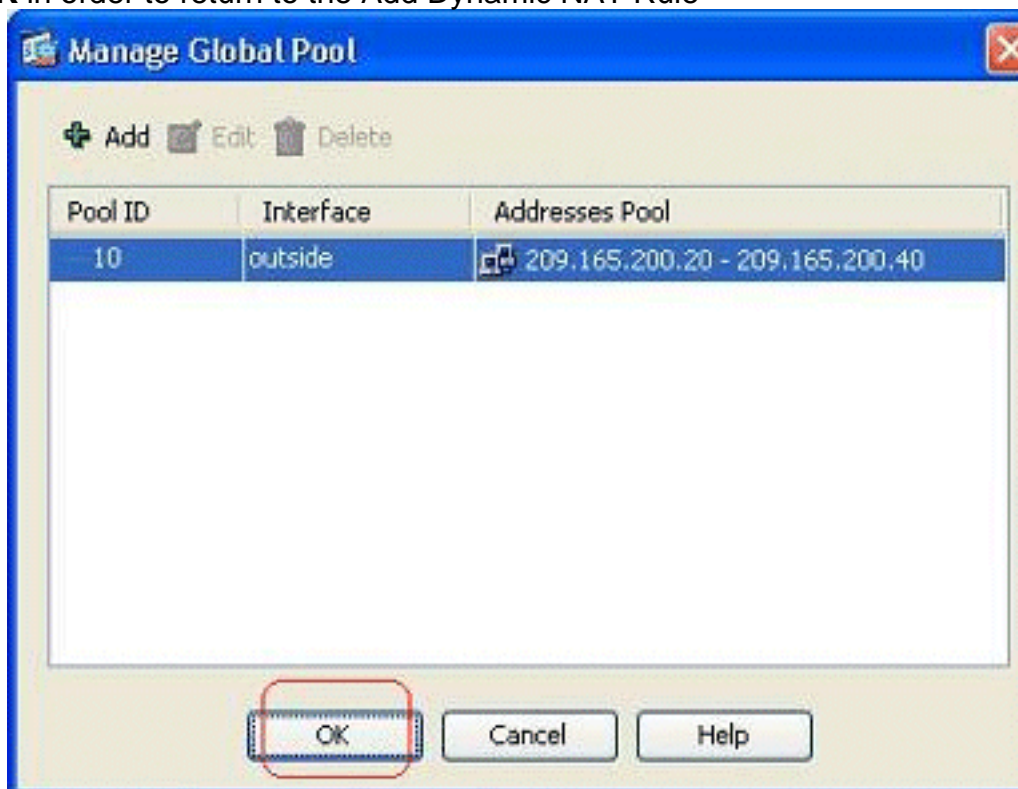 in order to return to the Add Dynamic NAT Rule
Manage Global Pool
Add Edit Delete
Pool ID Interface Addresses Pool
10 outside 209.165.200.20 - 209.165.200.40
OK Cancel Help